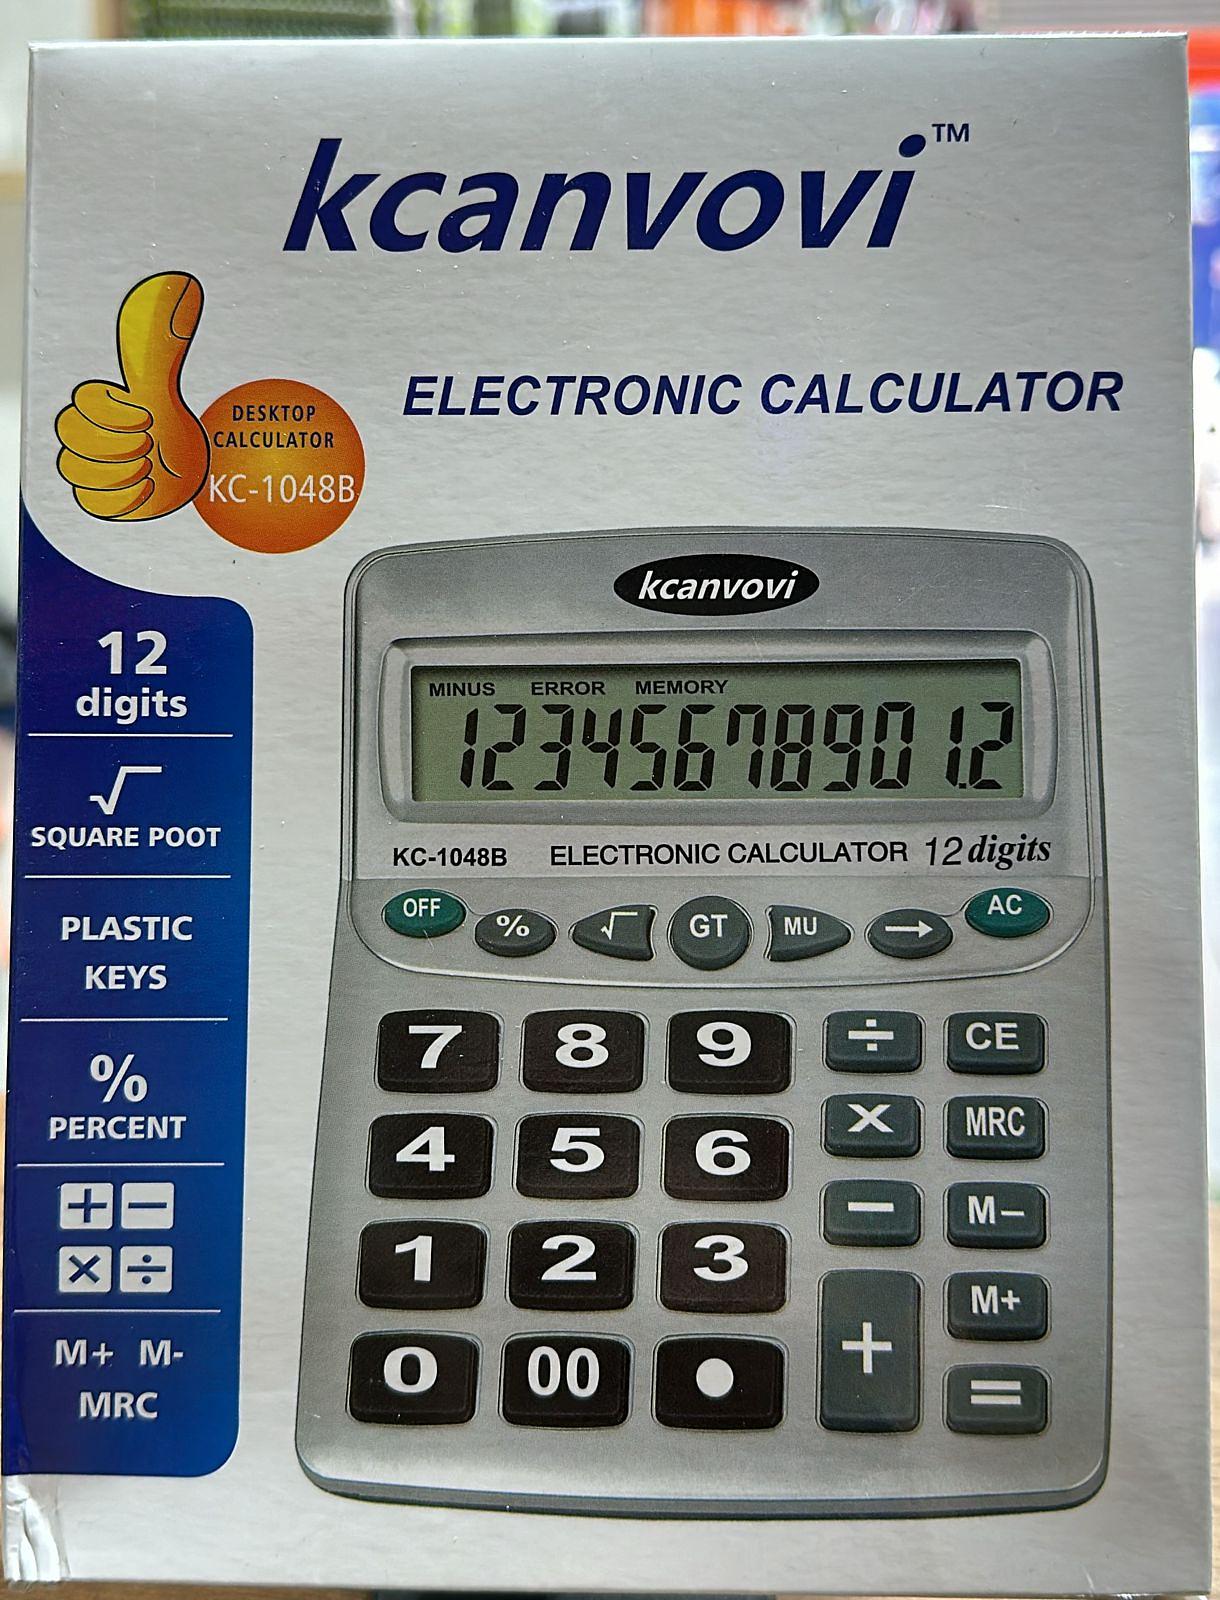 kcanvovi™
ELECTRONIC CALCULATOR
DESKTOP
CALCULATOR
KC-1048B
12
digits
√
SQUARE POOT
PLASTIC
KEYS
%
PERCENT
+ −
× ÷
M+ M-
MRC
kcanvovi
MINUS ERROR MEMORY
12345678901.2
KC-1048B ELECTRONIC CALCULATOR 12 digits
OFF % √ GT MU → AC
7 8 9 ÷ CE
4 5 6 × MRC
1 2 3 − M−
+ M+
0 00 • =